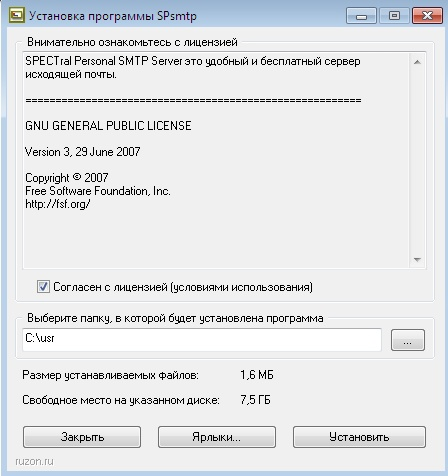 Установка программы SPsmtp
Внимательно ознакомьтесь с лицензией
SPECTral Personal SMTP Server это удобный и бесплатный сервер
исходящей почты.
========================================================
GNU GENERAL PUBLIC LICENSE
Version 3, 29 June 2007
Copyright © 2007
Free Software Foundation, Inc.
http://fsf.org/
Согласен с лицензией (условиями использования)
Выберите папку, в которой будет установлена программа
C:\usr
...
Размер устанавливаемых файлов: 1,6 МБ
Свободное место на указанном диске: 7,5 ГБ
Закрыть Ярлыки... Установить
ruzon.ru